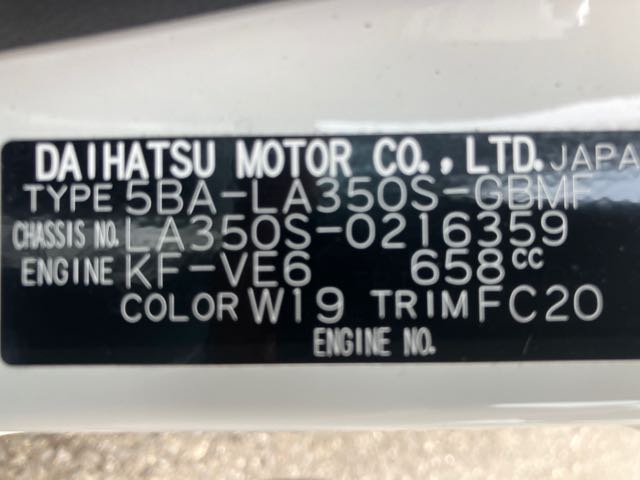 DAIHATSU MOTOR CO., LTD. JAPA
TYPE 5BA-LA350S-GBMF
CHASSIS NO. LA350S-0216359
ENGINE KF-VE6 658cc
COLOR W19 TRIM FC20
ENGINE NO.